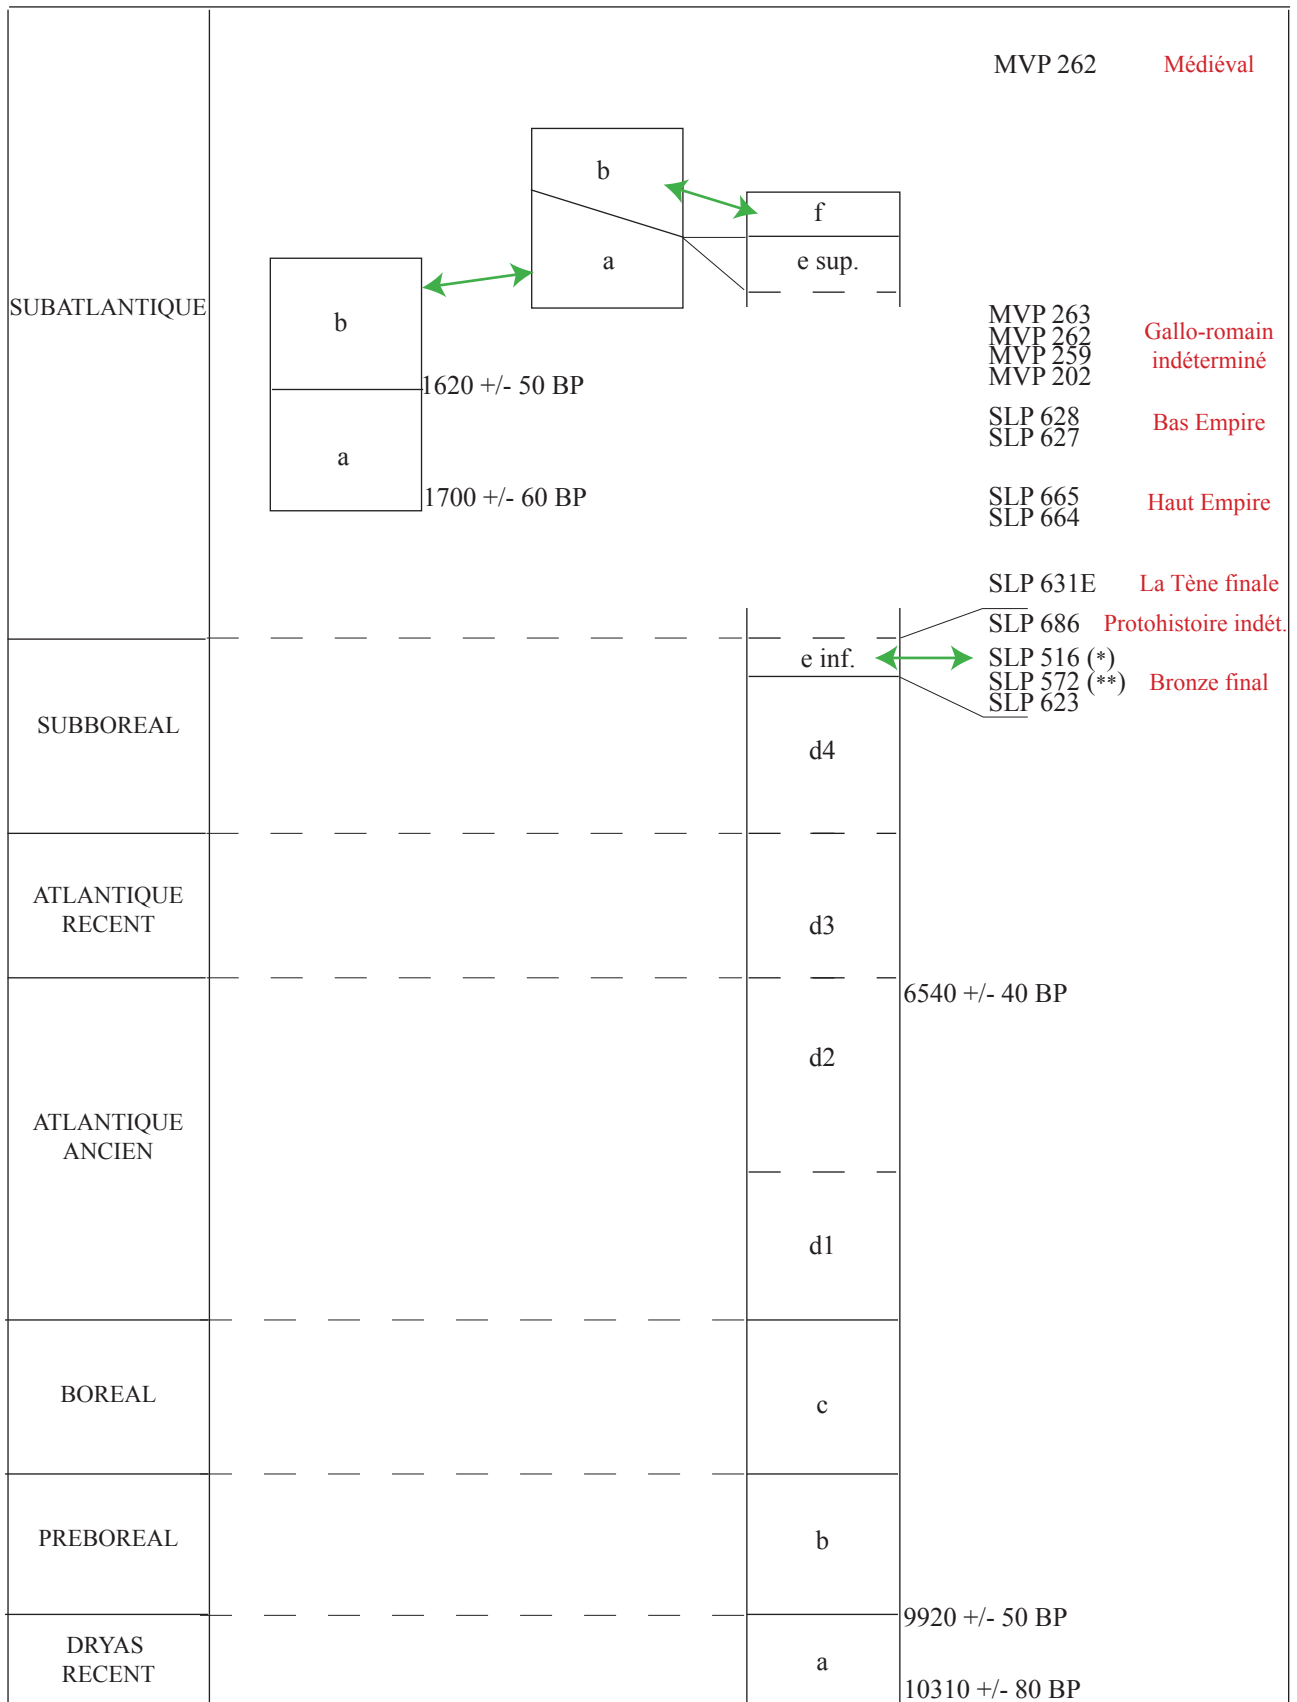 MVP 262 Médiéval
b
f
a
e sup.
SUBATLANTIQUE
b
MVP 263
MVP 262
MVP 259
MVP 202
Gallo-romain
indéterminé
1620 +/- 50 BP
SLP 628
SLP 627
Bas Empire
a
1700 +/- 60 BP
SLP 665
SLP 664
Haut Empire
SLP 631E La Tène finale
SLP 686 Protohistoire indét.
e inf.
SLP 516 (*)
SLP 572 (**)
SLP 623
Bronze final
SUBBOREAL
d4
ATLANTIQUE
RECENT
d3
6540 +/- 40 BP
d2
ATLANTIQUE
ANCIEN
d1
BOREAL
c
PREBOREAL
b
9920 +/- 50 BP
DRYAS
RECENT
a
10310 +/- 80 BP